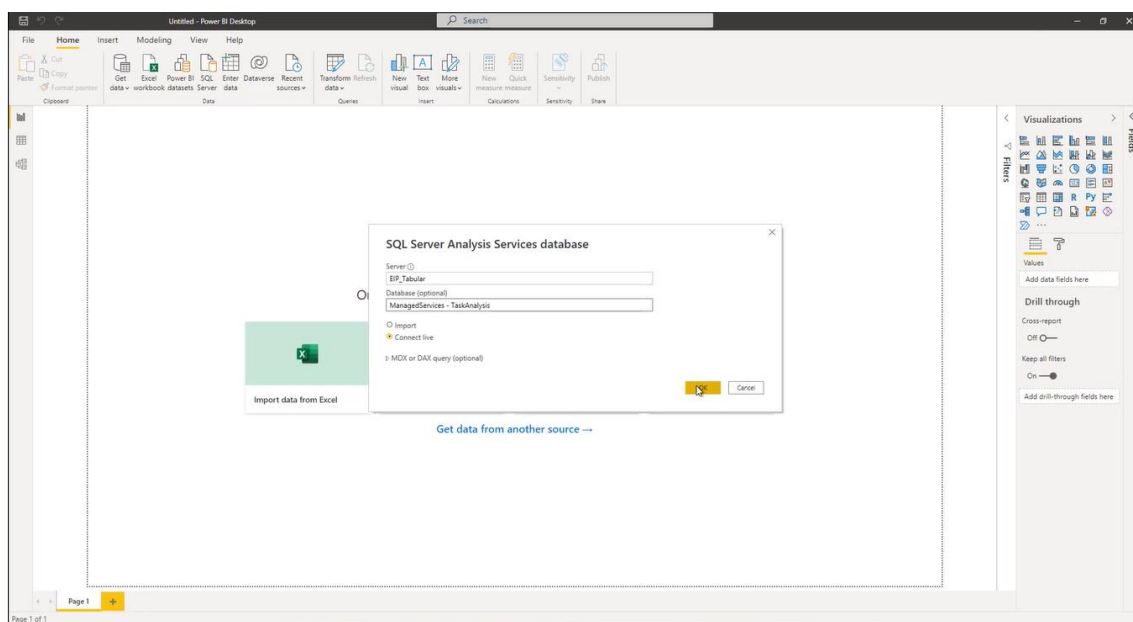 Untitled - Power BI Desktop
Search
File Home Insert Modeling View Help
Paste
Cut
Copy
Format painter
Get data
Excel workbook
Power BI datasets
SQL Server
Enter data
Dataverse
Recent sources
Transform data
Refresh
New visual
Text box
More visuals
New measure
Quick measure
Sensitivity
Publish
Clipboard
Data
Queries
Insert
Calculations
Sensitivity
Share
Filters
Visualizations
Fields
R Py
Values
Add data fields here
Drill through
Cross-report
Off
Keep all filters
On
Add drill-through fields here
SQL Server Analysis Services database
Server
EIP_Tabular
Database (optional)
ManagedServices - TaskAnalysis
Import
Connect live
MDX or DAX query (optional)
OK
Cancel
Import data from Excel
Get data from another source →
Page 1
Page 1 of 1